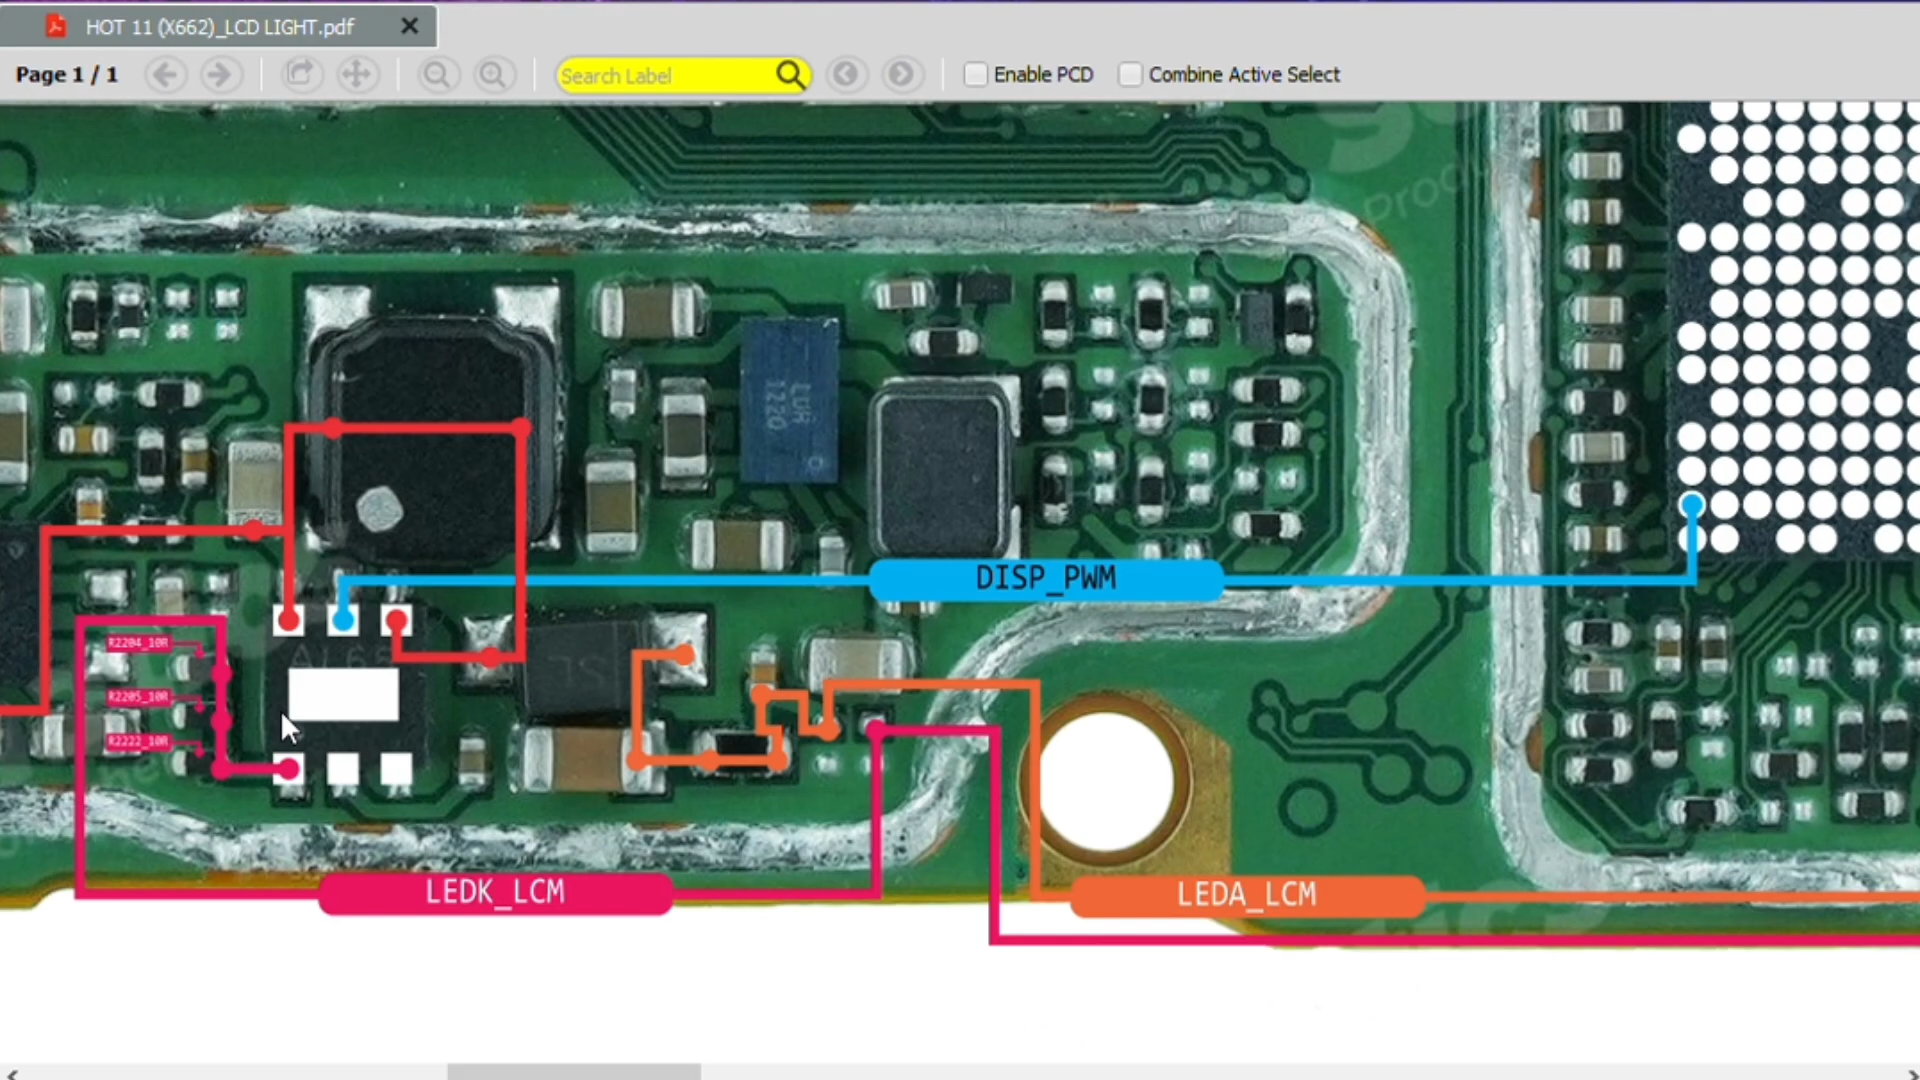 HOT 11 (X662)_LCD LIGHT.pdf
Page 1 / 1
Search Label
Enable PCD
Combine Active Select
DISP_PWM
R2204_10R
R2205_10R
R2222_10R
LEDK_LCM
LEDA_LCM